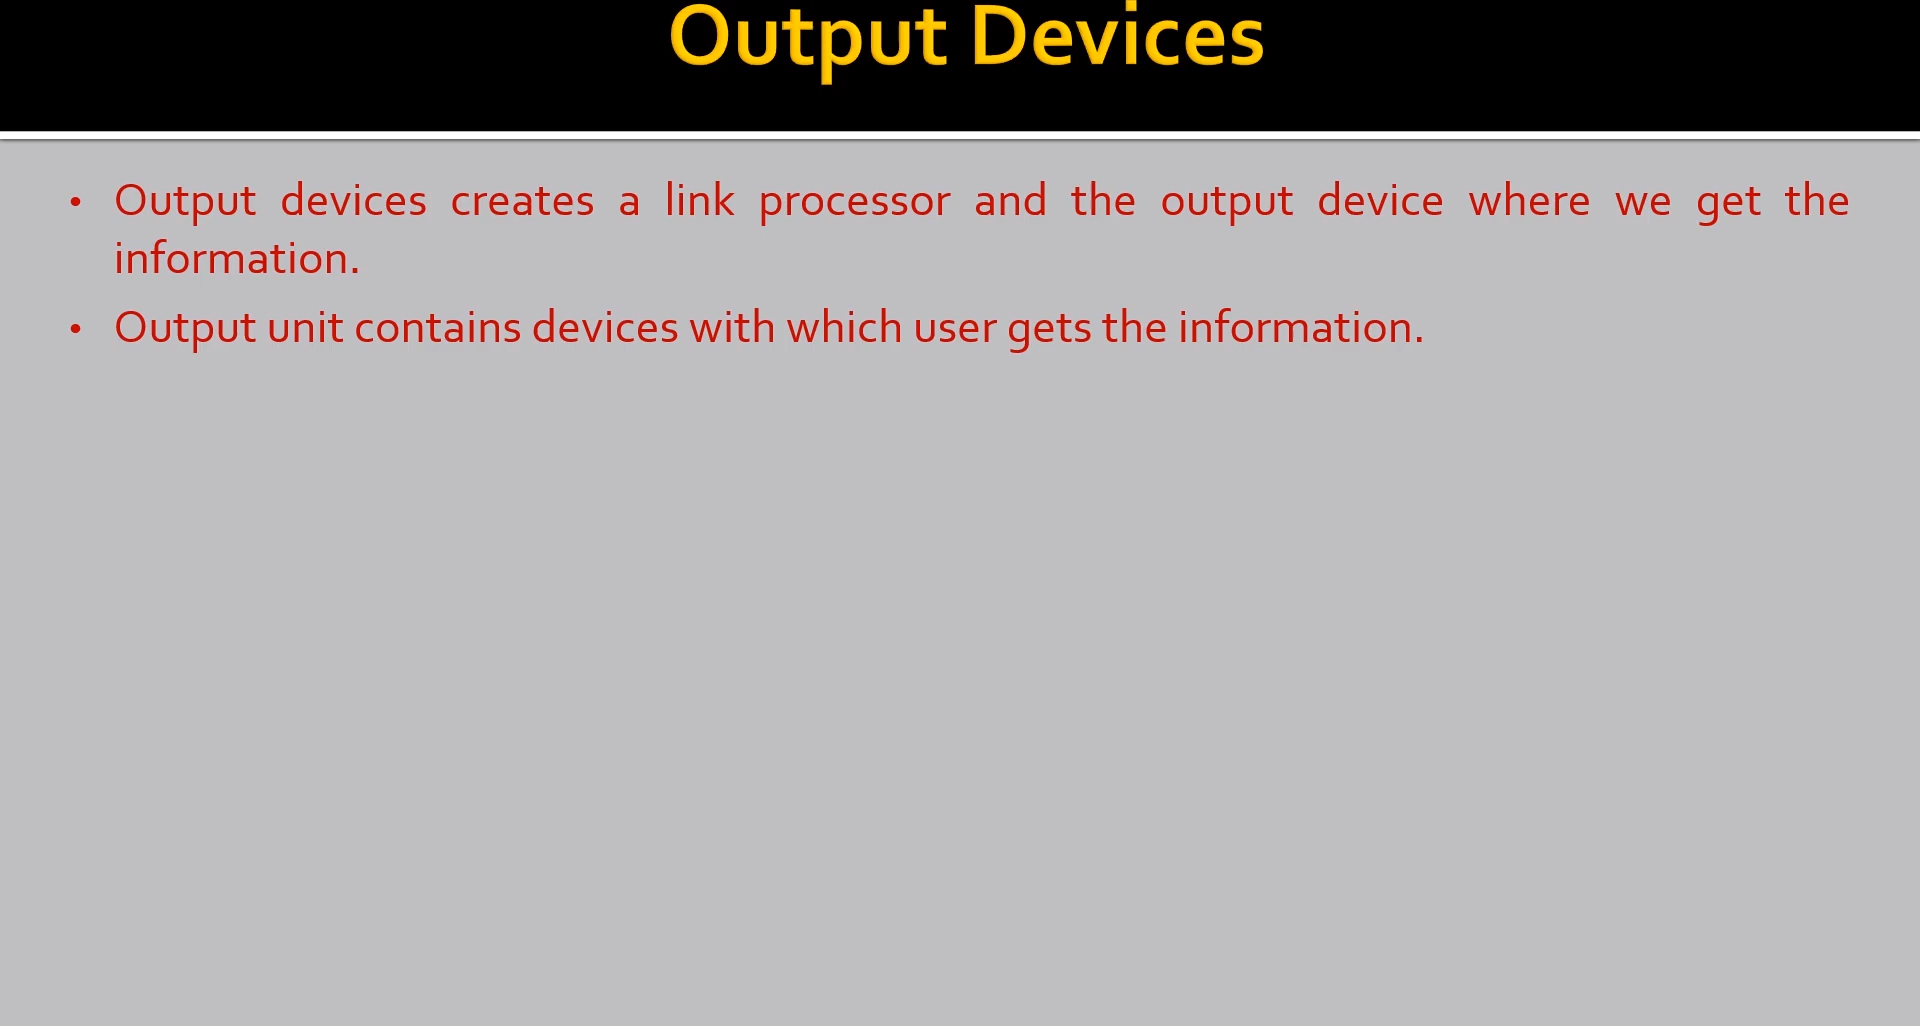 Output Devices
• Output devices creates a link processor and the output device where we get the
information.
• Output unit contains devices with which user gets the information.